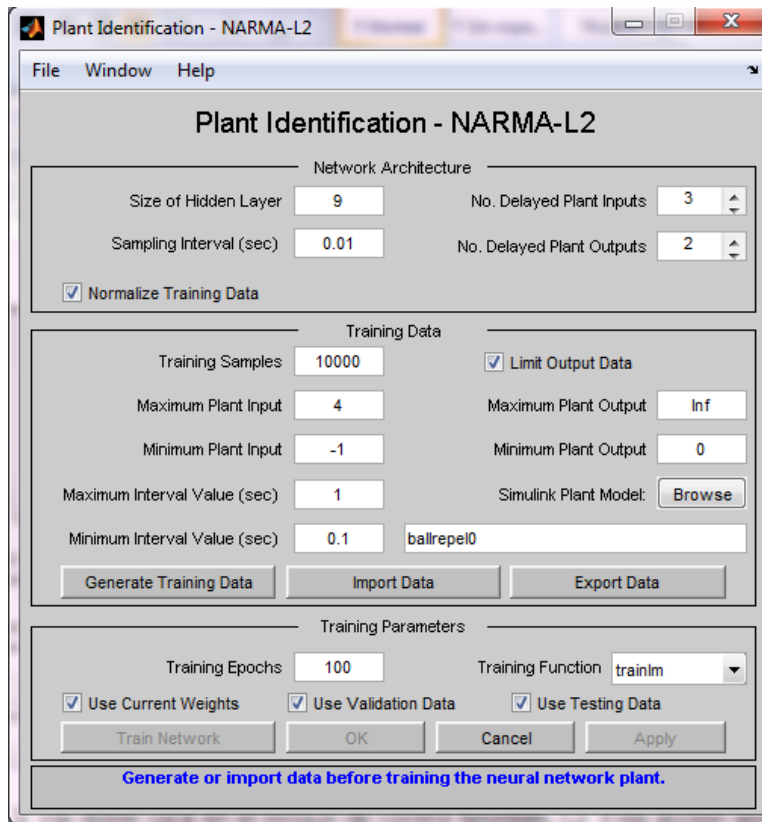 Plant Identification - NARMA-L2
File Window Help
Plant Identification - NARMA-L2
Network Architecture
Size of Hidden Layer 9 No. Delayed Plant Inputs 3
Sampling Interval (sec) 0.01 No. Delayed Plant Outputs 2
Normalize Training Data
Training Data
Training Samples 10000 Limit Output Data
Maximum Plant Input 4 Maximum Plant Output Inf
Minimum Plant Input -1 Minimum Plant Output 0
Maximum Interval Value (sec) 1 Simulink Plant Model: Browse
Minimum Interval Value (sec) 0.1 ballrepel0
Generate Training Data Import Data Export Data
Training Parameters
Training Epochs 100 Training Function trainlm
Use Current Weights Use Validation Data Use Testing Data
Train Network OK Cancel Apply
Generate or import data before training the neural network plant.